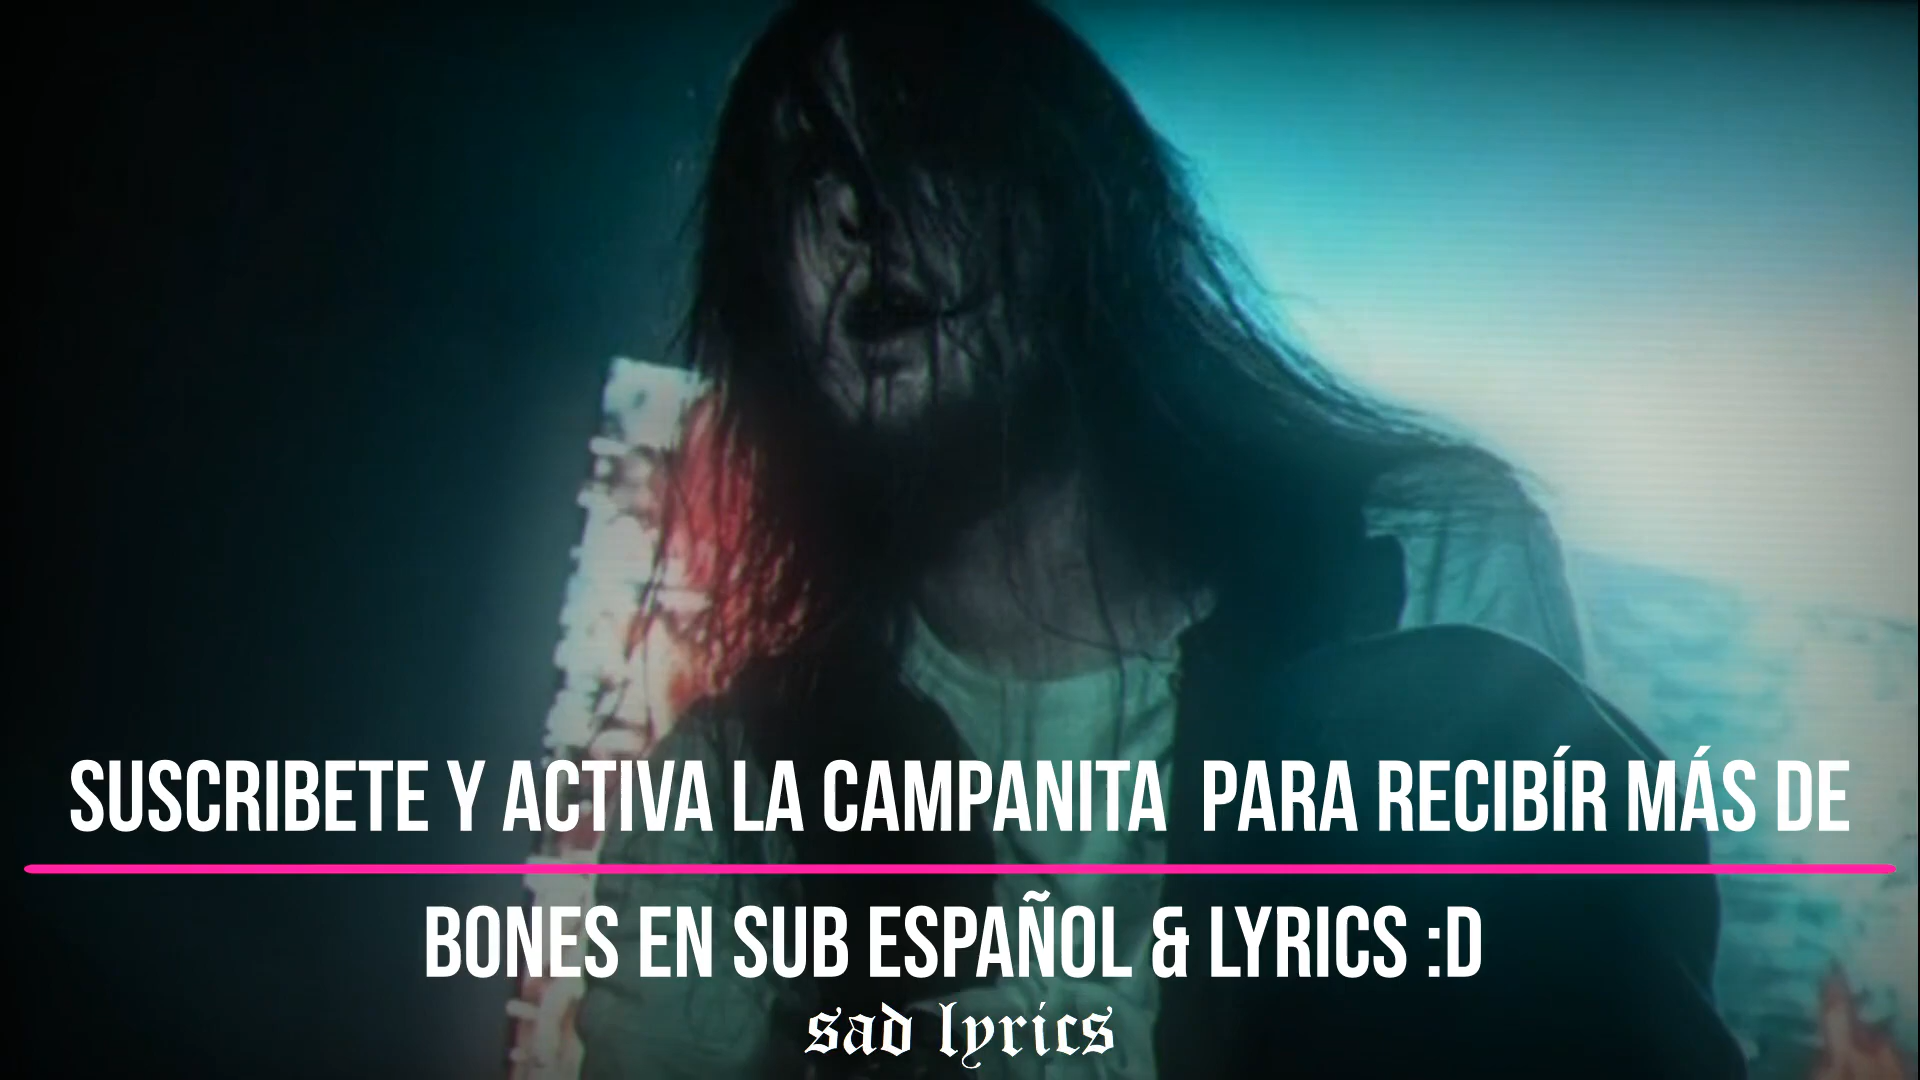 SUSCRIBETE Y ACTIVA LA CAMPANITA PARA RECIBÍR MÁS DE
BONES EN SUB ESPAÑOL & LYRICS :D
sad lyrics